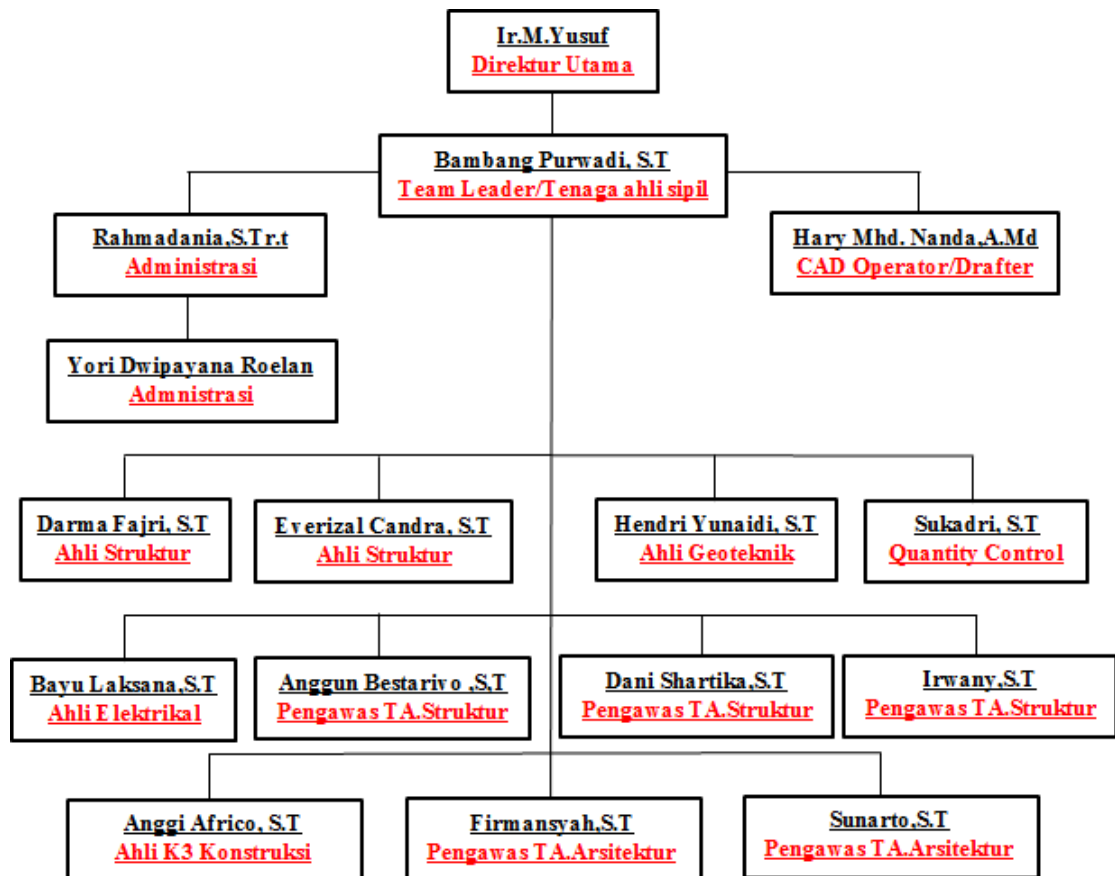 Ir.M.Yusuf
Direktur Utama
Bambang Purwadi, S.T
Team Leader/Tenaga ahli sipil
Rahmadania,S.Tr.t
Administrasi
Hary Mhd. Nanda,A.Md
CAD Operator/Drafter
Yori Dwipayana Roelan
Admnistrasi
Darma Fajri, S.T
Ahli Struktur
Everizal Candra, S.T
Ahli Struktur
Hendri Yunaidi, S.T
Ahli Geoteknik
Sukadri, S.T
Quantity Control
Bayu Laksana,S.T
Ahli Elektrikal
Anggun Bestarivo ,S,T
Pengawas TA.Struktur
Dani Shartika,S.T
Pengawas TA.Struktur
Irwany,S.T
Pengawas TA.Struktur
Anggi Africo, S.T
Ahli K3 Konstruksi
Firmansyah,S.T
Pengawas TA.Arsitektur
Sunarto,S.T
Pengawas TA.Arsitektur